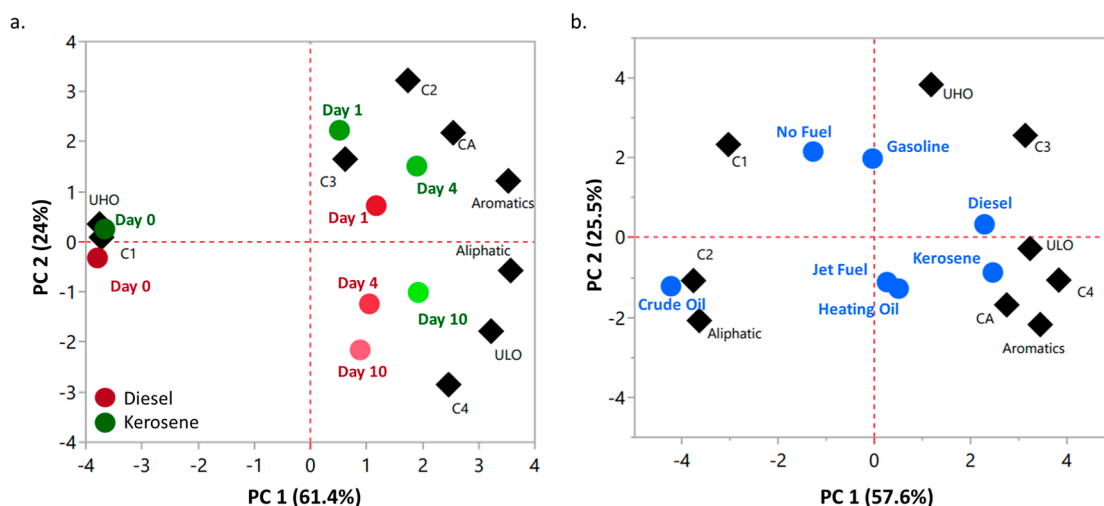 a.
4
3
2
1
0
-1
-2
-3
-4
PC 2 (24%)
C2
Day 1
CA
C3
Day 4
Aromatics
Day 1
UHO
Day 0
C1
Day 0
Aliphatic
Day 4
Day 10
ULO
Day 10
C4
Diesel
Kerosene
-4 -3 -2 -1 0 1 2 3 4
PC 1 (61.4%)
b.
4
2
0
-2
-4
PC 2 (25.5%)
UHO
C3
C1
No Fuel
Gasoline
Diesel
ULO
C2
Jet Fuel
Kerosene
C4
Crude Oil
Heating Oil
CA
Aliphatic
Aromatics
-4 -2 0 2 4
PC 1 (57.6%)